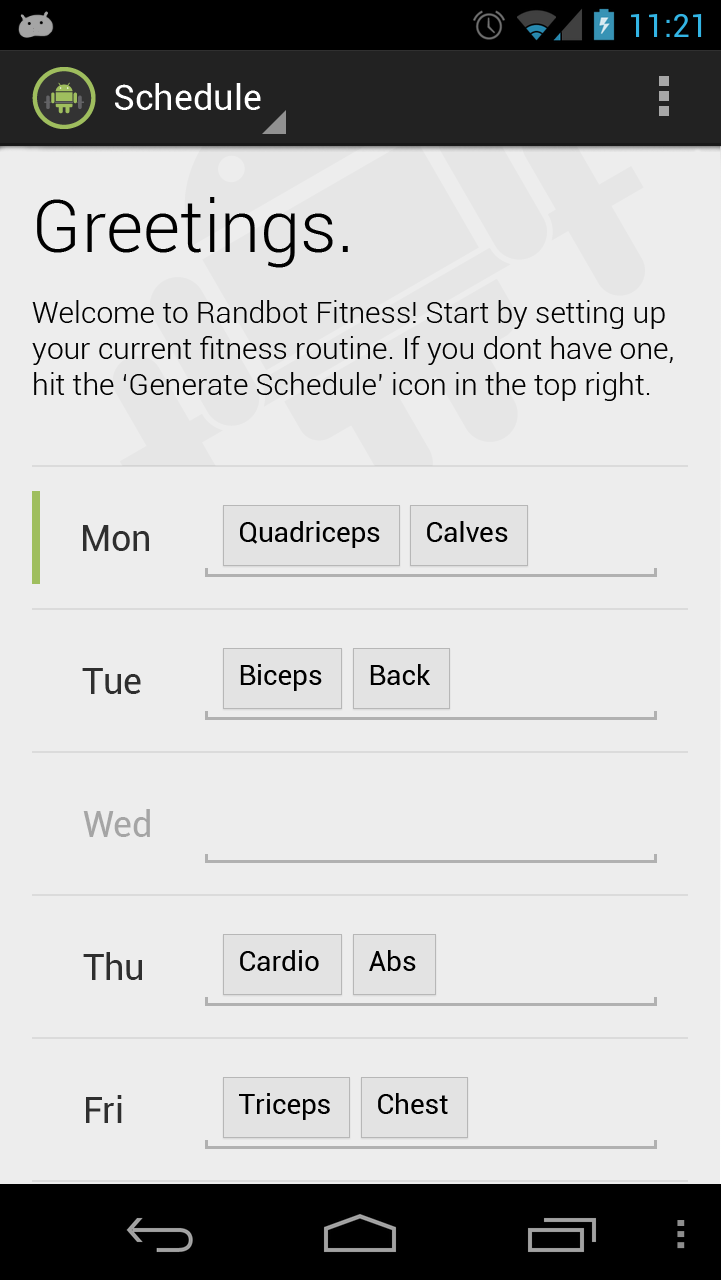 11:21
Schedule
Greetings.
Welcome to Randbot Fitness! Start by setting up
your current fitness routine. If you dont have one,
hit the ‘Generate Schedule’ icon in the top right.
Mon Quadriceps Calves
Tue Biceps Back
Wed
Thu Cardio Abs
Fri Triceps Chest